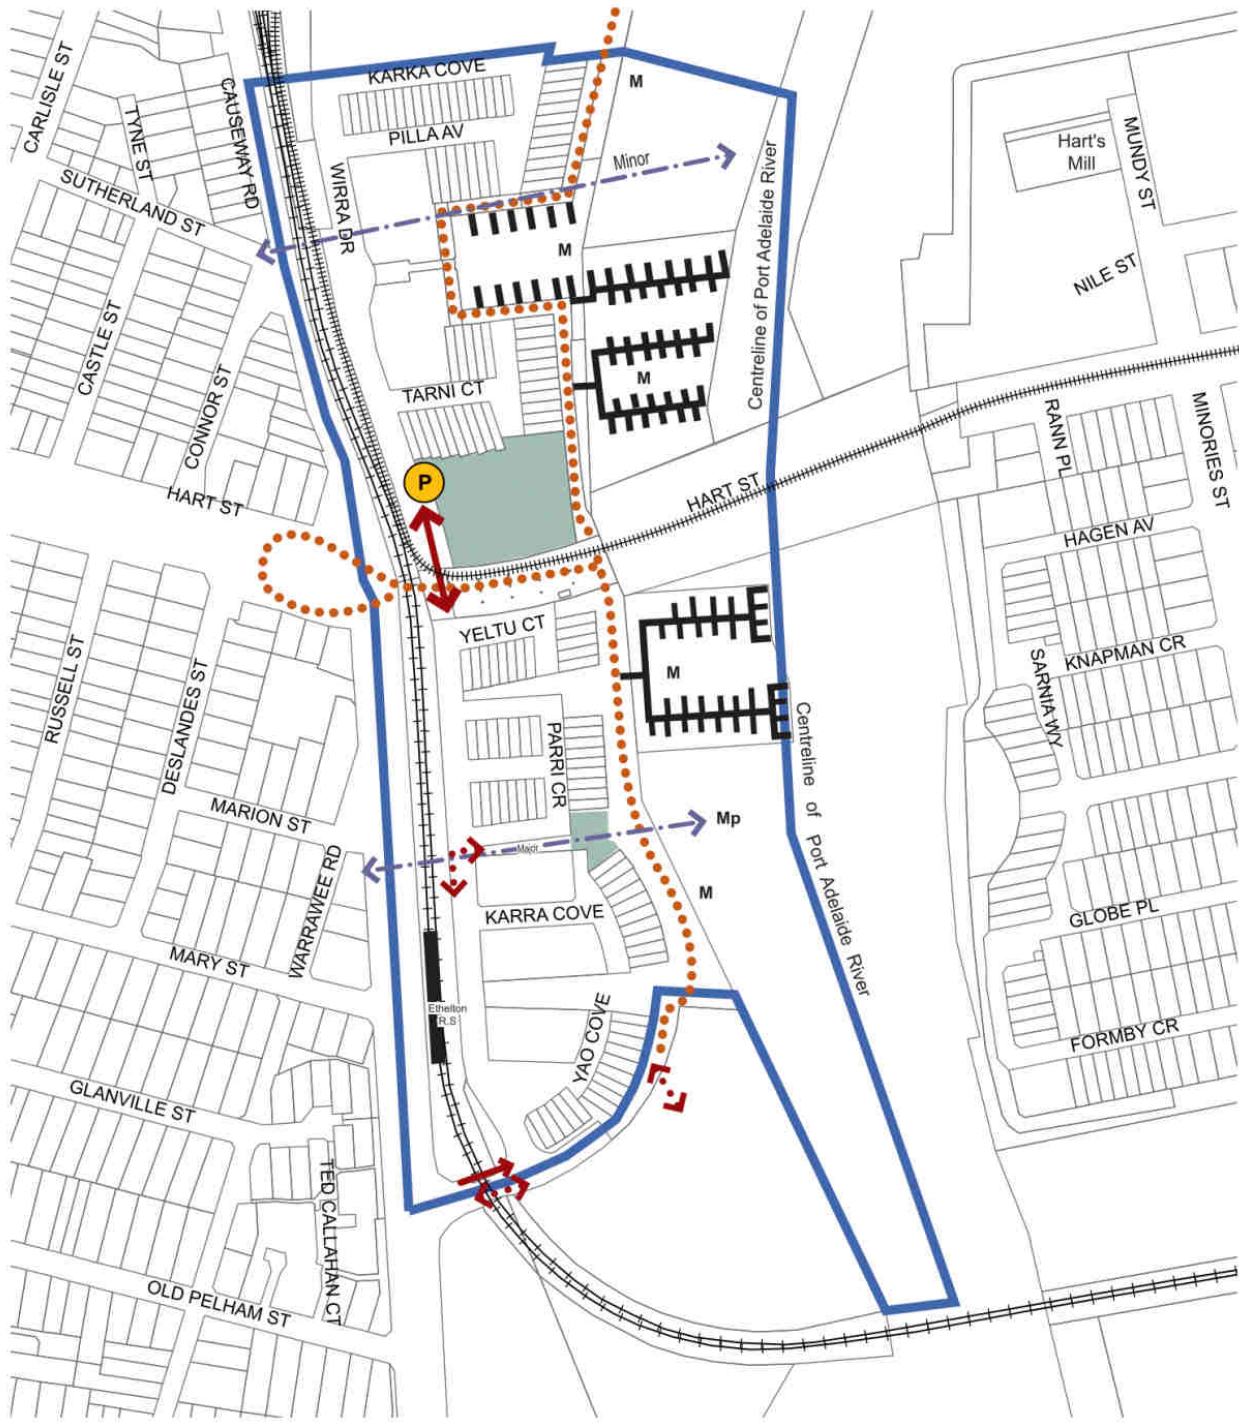 KARKA COVE
M
CARLISLE ST
TYNE ST
CAUSEWAY RD
PILLA AV
Minor
Hart's
Mill
MUNDY ST
SUTHERLAND ST
WIRRA DR
M
Centreline of Port Adelaide River
NILE ST
CASTLE ST
CONNOR ST
TARNI CT
M
RANN PL
MINORIES ST
HART ST
P
HART ST
HAGEN AV
YELTU CT
RUSSELL ST
DESLANDES ST
M
SARNIA WY
KNAPMAN CR
PARRI CR
Centreline of Port Adelaide River
MARION ST
Mp
Major
WARRAWEE RD
M
KARRA COVE
GLOBE PL
MARY ST
Ethelton
R.S
YAO COVE
FORMBY CR
GLANVILLE ST
TED CALLAHAN CT
OLD PELHAM ST